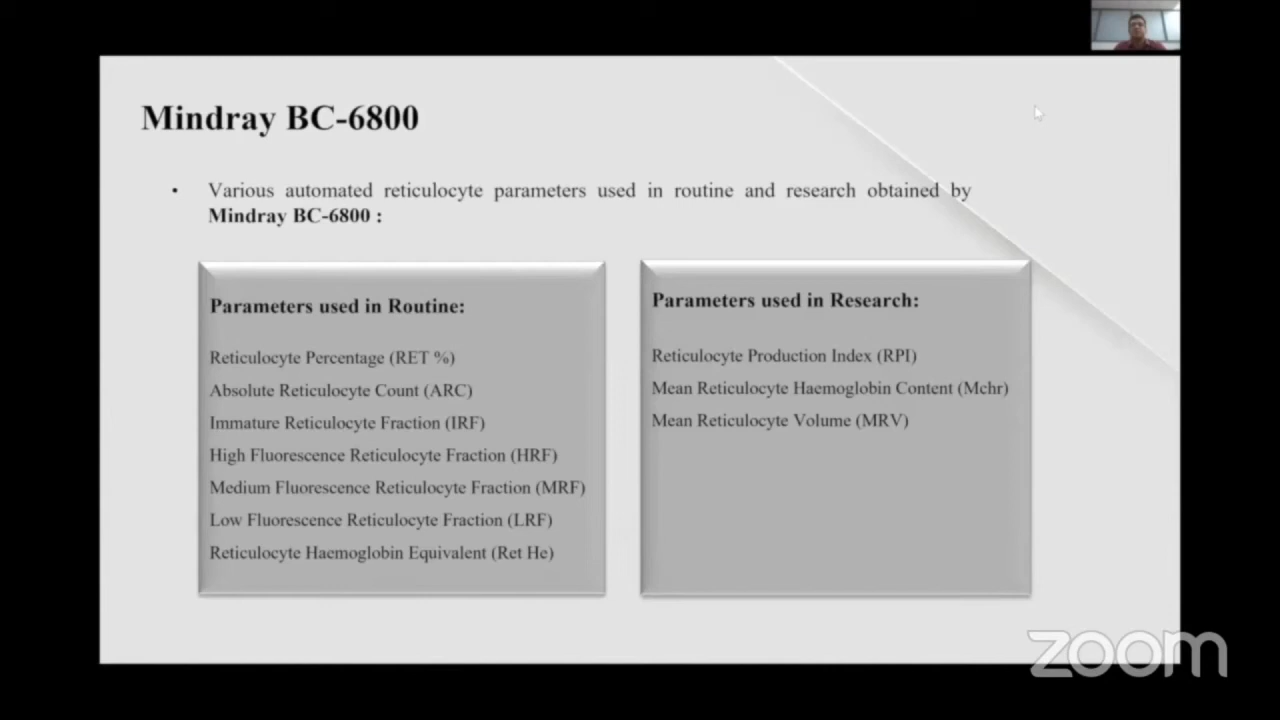 Mindray BC-6800
• Various automated reticulocyte parameters used in routine and research obtained by
Mindray BC-6800 :
Parameters used in Routine:
Reticulocyte Percentage (RET %)
Absolute Reticulocyte Count (ARC)
Immature Reticulocyte Fraction (IRF)
High Fluorescence Reticulocyte Fraction (HRF)
Medium Fluorescence Reticulocyte Fraction (MRF)
Low Fluorescence Reticulocyte Fraction (LRF)
Reticulocyte Haemoglobin Equivalent (Ret He)
Parameters used in Research:
Reticulocyte Production Index (RPI)
Mean Reticulocyte Haemoglobin Content (Mchr)
Mean Reticulocyte Volume (MRV)
zoom